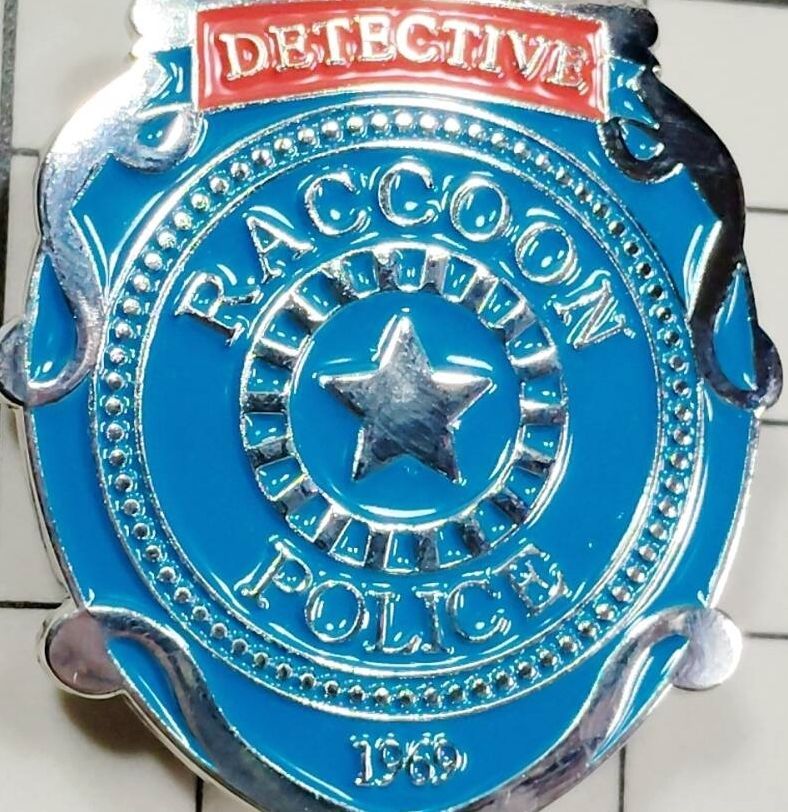 DETECTIVE
RACCOON
POLICE
1969